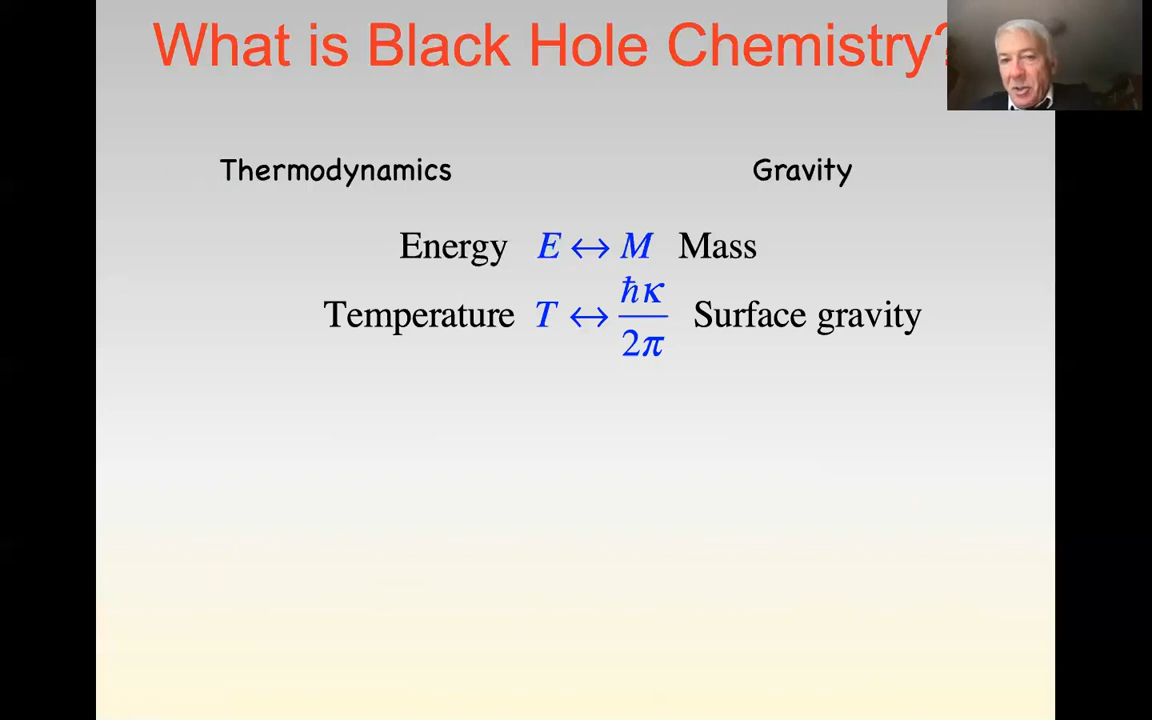 What is Black Hole Chemistry?
Thermodynamics Gravity
Energy E ↔ M Mass
Temperature T ↔ ħκ/2π Surface gravity